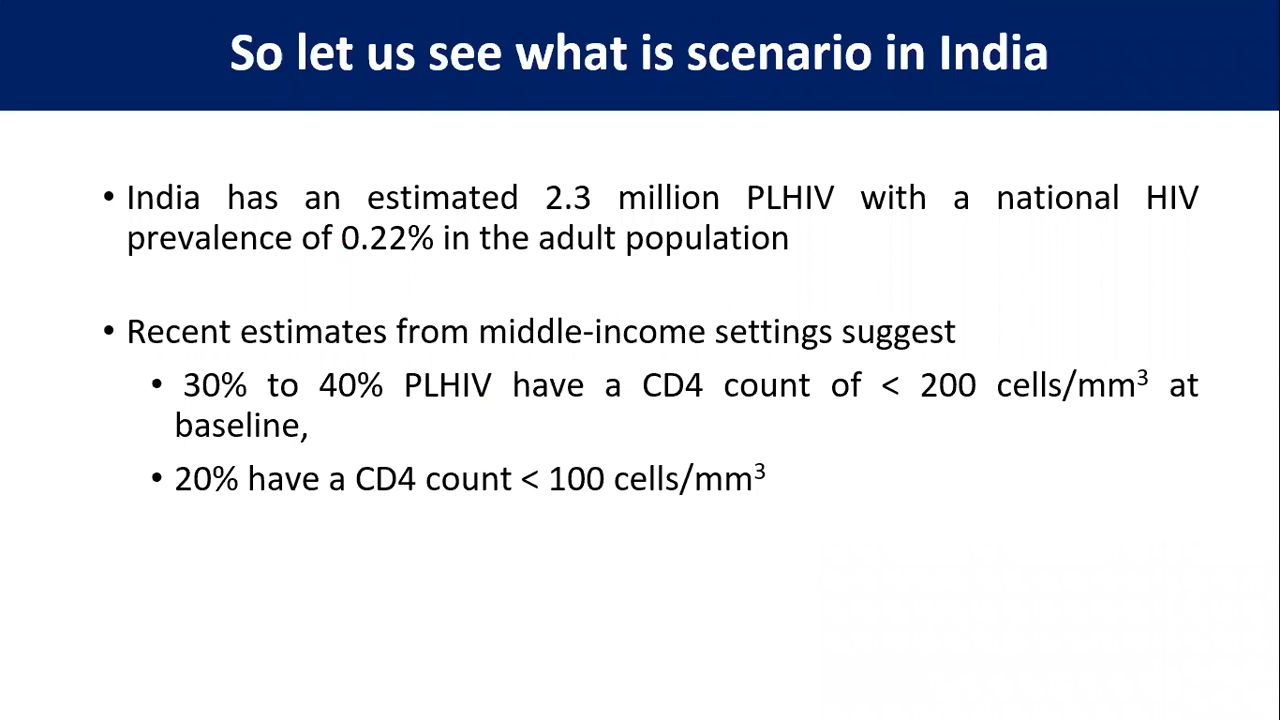 So let us see what is scenario in India
• India has an estimated 2.3 million PLHIV with a national HIV
prevalence of 0.22% in the adult population
• Recent estimates from middle-income settings suggest
• 30% to 40% PLHIV have a CD4 count of < 200 cells/mm³ at
baseline,
• 20% have a CD4 count < 100 cells/mm³